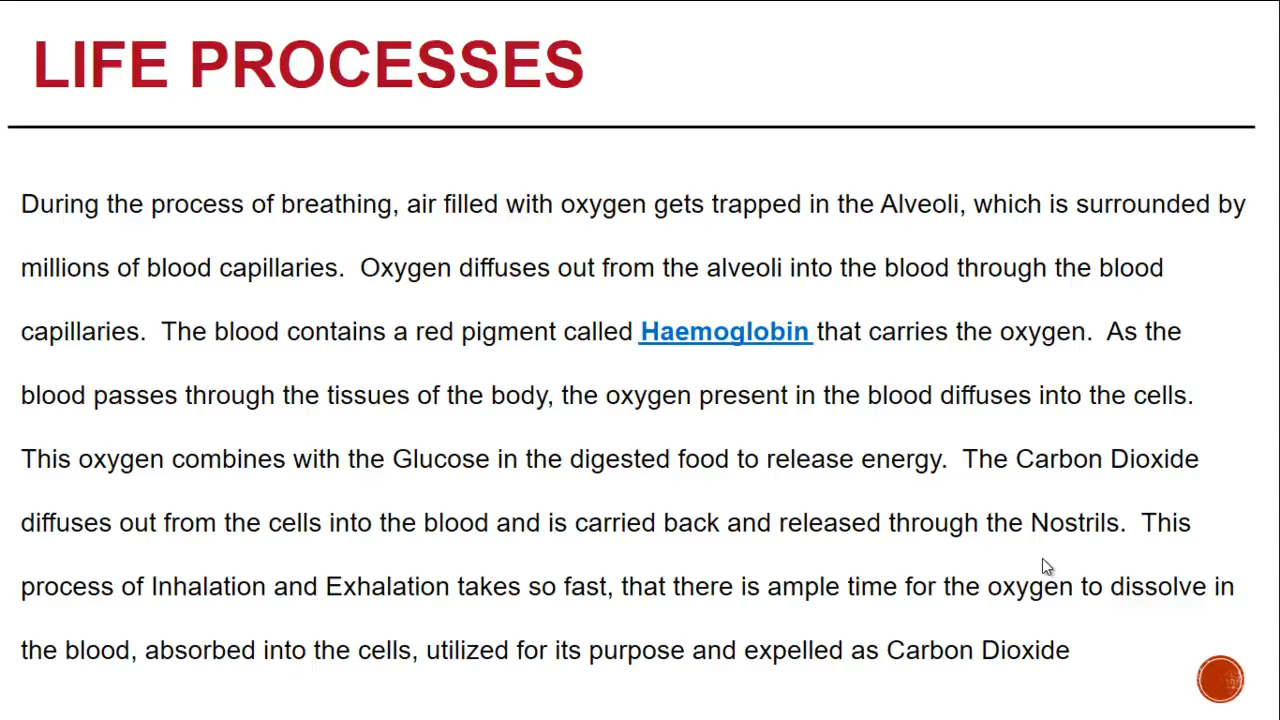 LIFE PROCESSES
During the process of breathing, air filled with oxygen gets trapped in the Alveoli, which is surrounded by
millions of blood capillaries.  Oxygen diffuses out from the alveoli into the blood through the blood
capillaries.  The blood contains a red pigment called Haemoglobin that carries the oxygen.  As the
blood passes through the tissues of the body, the oxygen present in the blood diffuses into the cells.
This oxygen combines with the Glucose in the digested food to release energy.  The Carbon Dioxide
diffuses out from the cells into the blood and is carried back and released through the Nostrils.  This
process of Inhalation and Exhalation takes so fast, that there is ample time for the oxygen to dissolve in
the blood, absorbed into the cells, utilized for its purpose and expelled as Carbon Dioxide